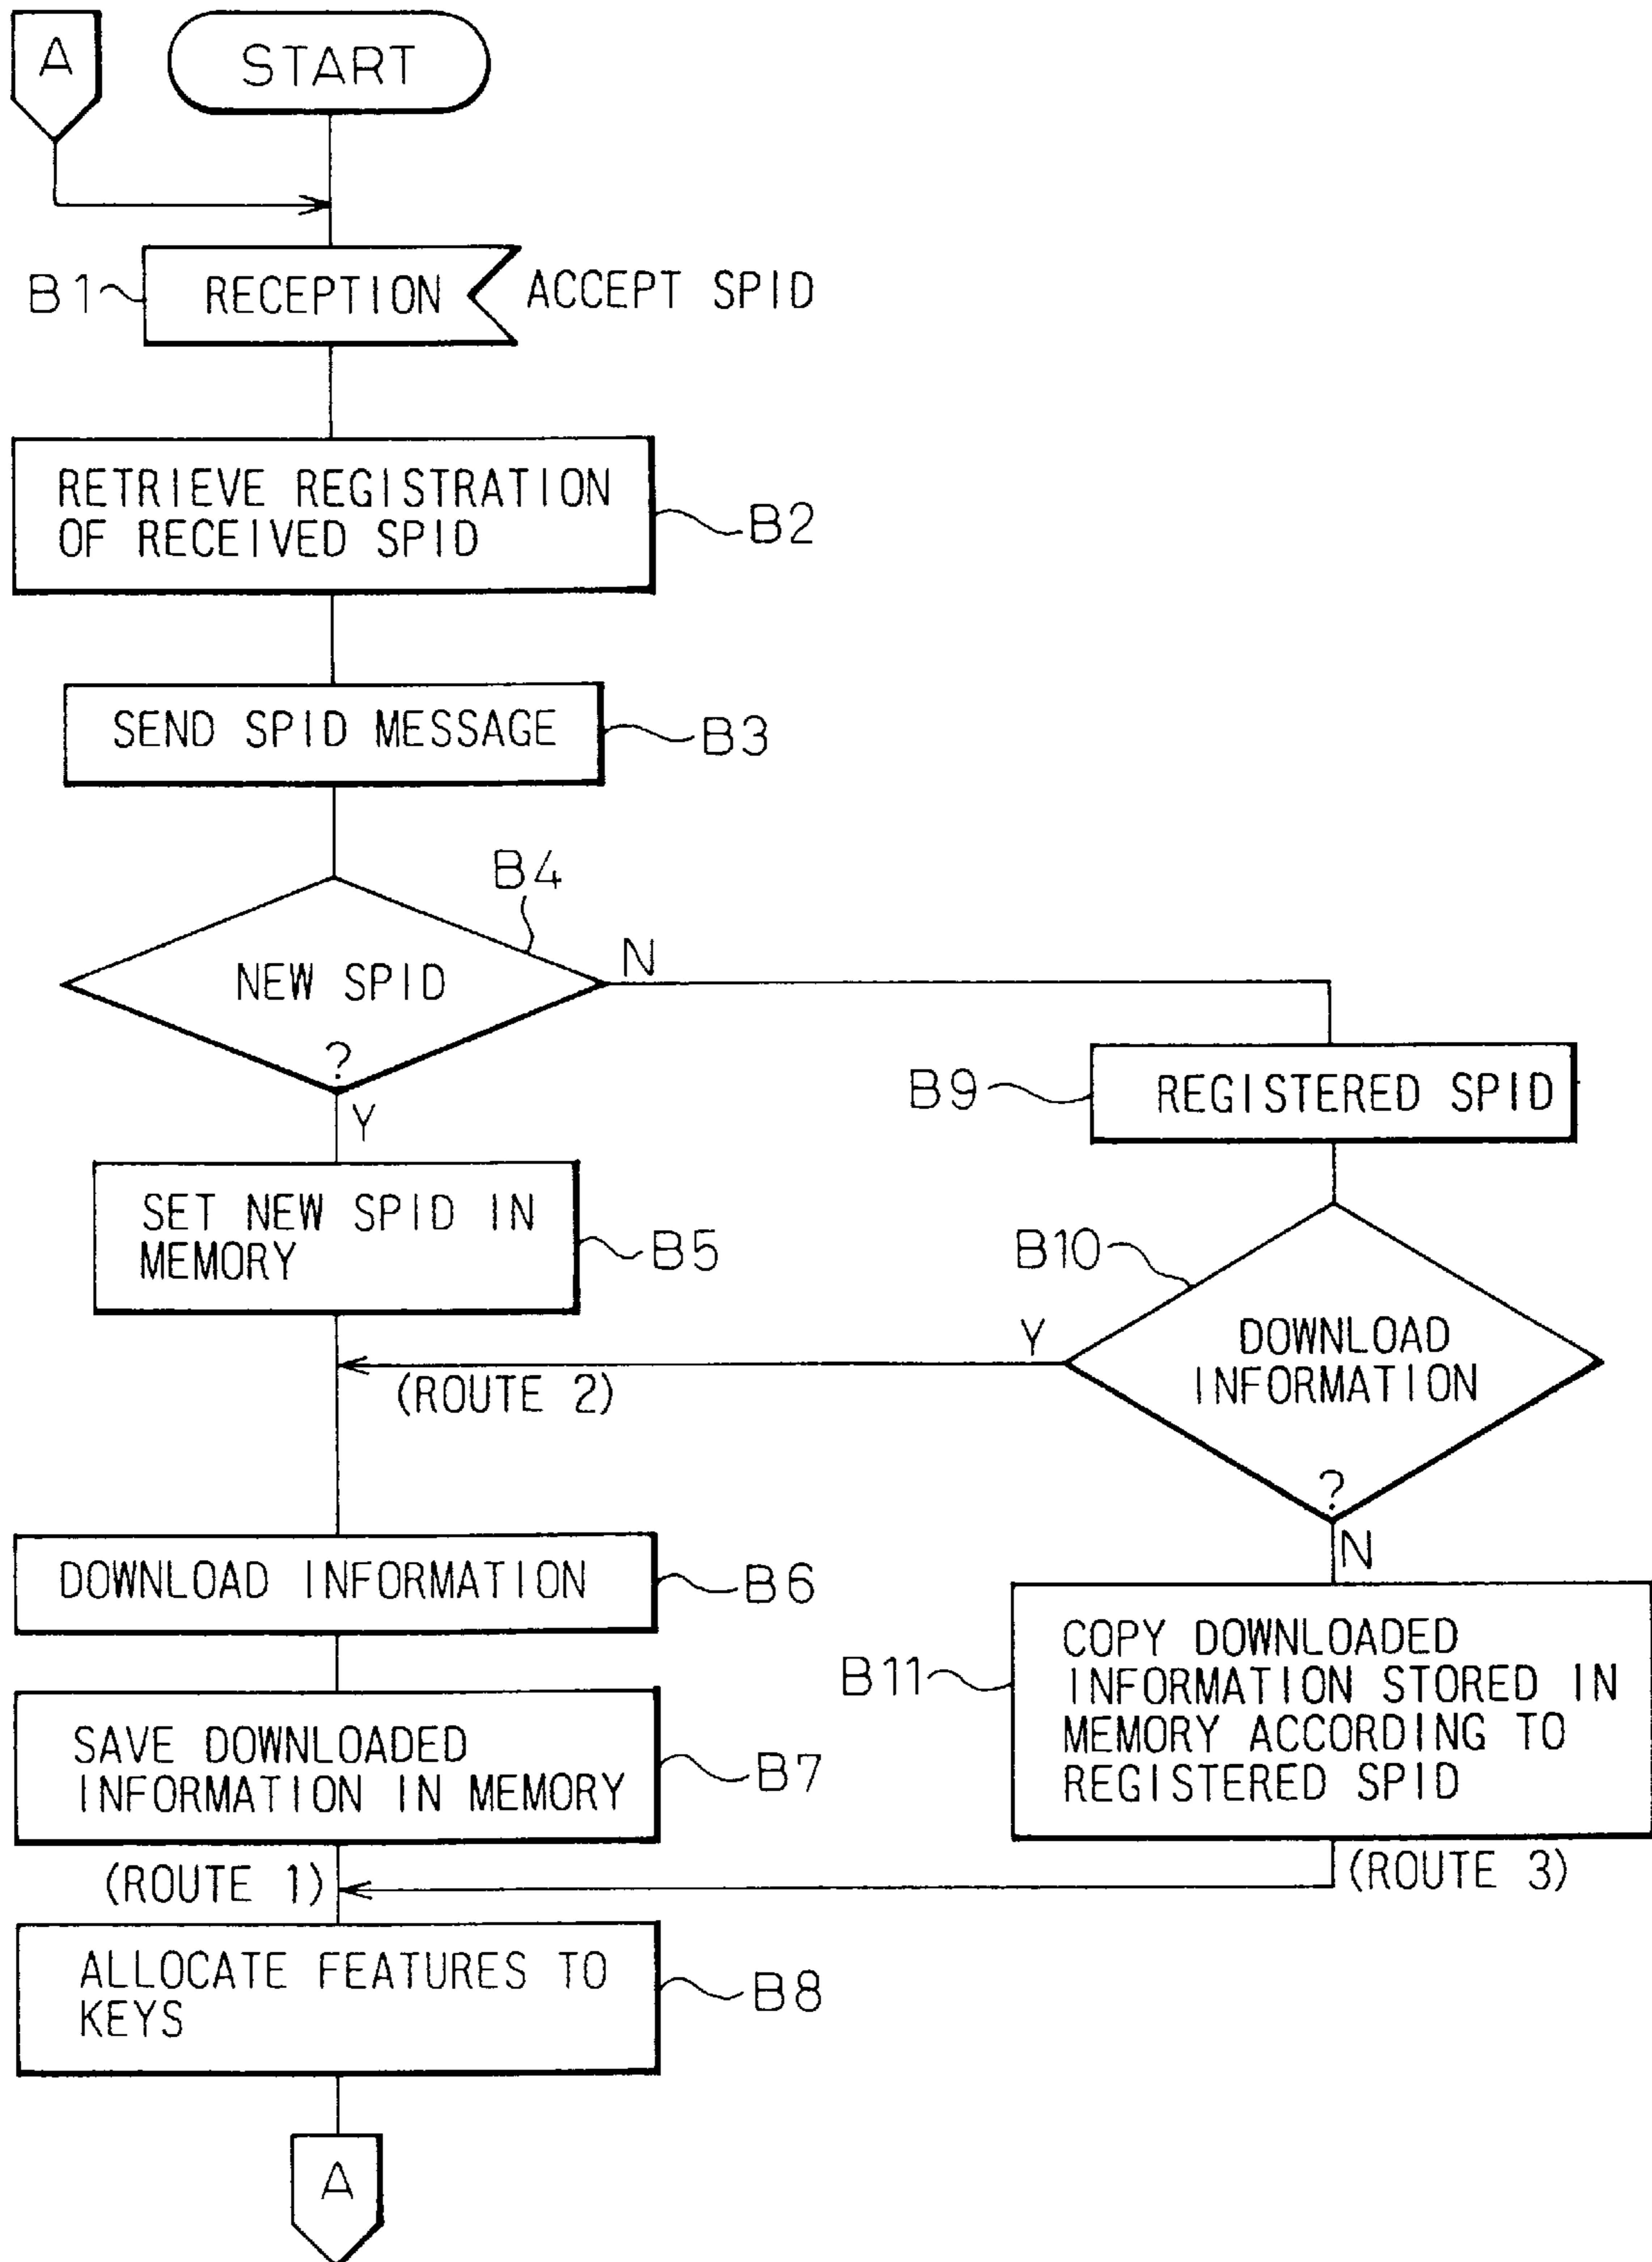 A
START
B1
RECEPTION
ACCEPT SPID
RETRIEVE REGISTRATION
OF RECEIVED SPID
B2
SEND SPID MESSAGE
B3
B4
NEW SPID
?
N
Y
B9
REGISTERED SPID
SET NEW SPID IN
MEMORY
B5
B10
DOWNLOAD
INFORMATION
?
Y
(ROUTE 2)
N
DOWNLOAD INFORMATION
B6
B11
COPY DOWNLOADED
INFORMATION STORED IN
MEMORY ACCORDING TO
REGISTERED SPID
SAVE DOWNLOADED
INFORMATION IN MEMORY
B7
(ROUTE 1)
(ROUTE 3)
ALLOCATE FEATURES TO
KEYS
B8
A